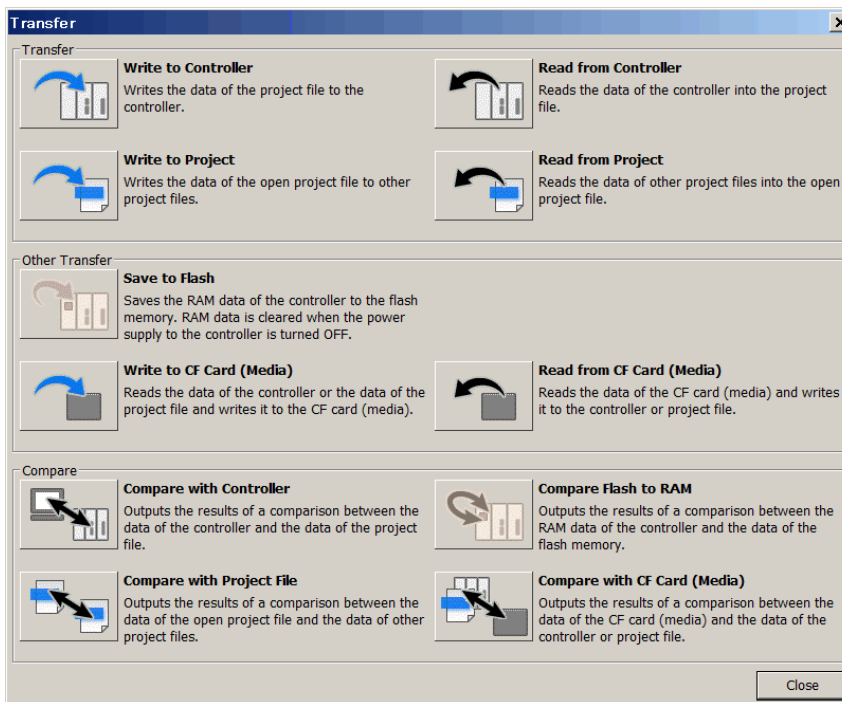 Transfer
Transfer
Write to Controller
Writes the data of the project file to the
controller.
Read from Controller
Reads the data of the controller into the project
file.
Write to Project
Writes the data of the open project file to other
project files.
Read from Project
Reads the data of other project files into the open
project file.
Other Transfer
Save to Flash
Saves the RAM data of the controller to the flash
memory. RAM data is cleared when the power
supply to the controller is turned OFF.
Write to CF Card (Media)
Reads the data of the controller or the data of the
project file and writes it to the CF card (media).
Read from CF Card (Media)
Reads the data of the CF card (media) and writes
it to the controller or project file.
Compare
Compare with Controller
Outputs the results of a comparison between the
data of the controller and the data of the project
file.
Compare Flash to RAM
Outputs the results of a comparison between the
RAM data of the controller and the data of the
flash memory.
Compare with Project File
Outputs the results of a comparison between the
data of the open project file and the data of other
project files.
Compare with CF Card (Media)
Outputs the results of a comparison between the
data of the CF card (media) and the data of the
controller or project file.
Close